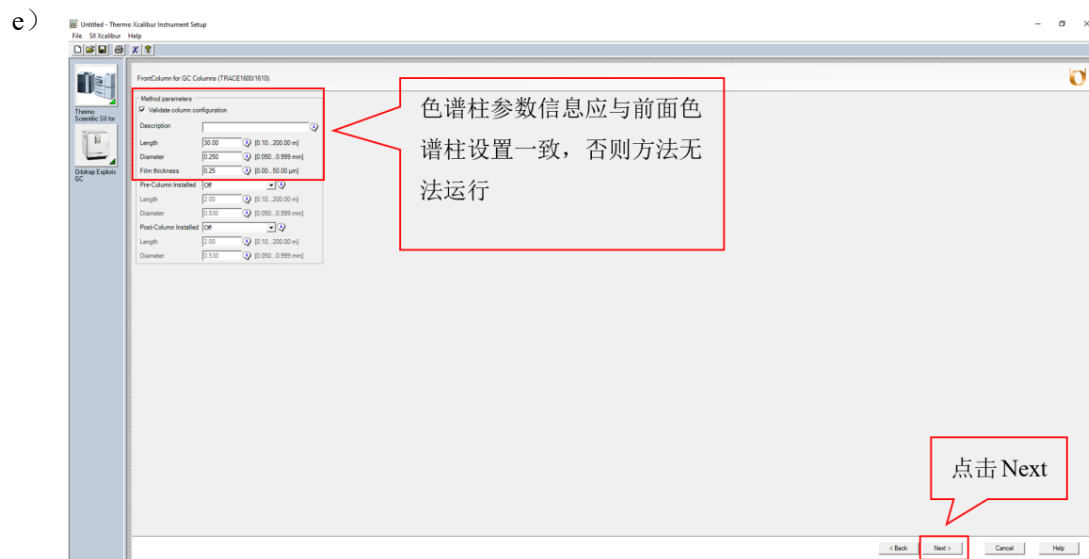 e）
Untitled - Thermo Xcalibur Instrument Setup
File SII Xcalibur Help
FrontColumn for GC Columns (TRACE1600/1610).
Thermo
Scientific SII for
Orbitrap Exploris
GC
Method parameters
Validate column configuration
Description
Length 30.00 [0.10...200.00 m]
Diameter 0.250 [0.050...0.999 mm]
Film thickness 0.25 [0.00...50.00 µm]
Pre-Column Installed Off
Length 2.00 [0.10...200.00 m]
Diameter 0.530 [0.050...0.999 mm]
Post-Column Installed Off
Length 2.00 [0.10...200.00 m]
Diameter 0.530 [0.050...0.999 mm]
色谱柱参数信息应与前面色
谱柱设置一致，否则方法无
法运行
点击 Next
< Back Next > Cancel Help